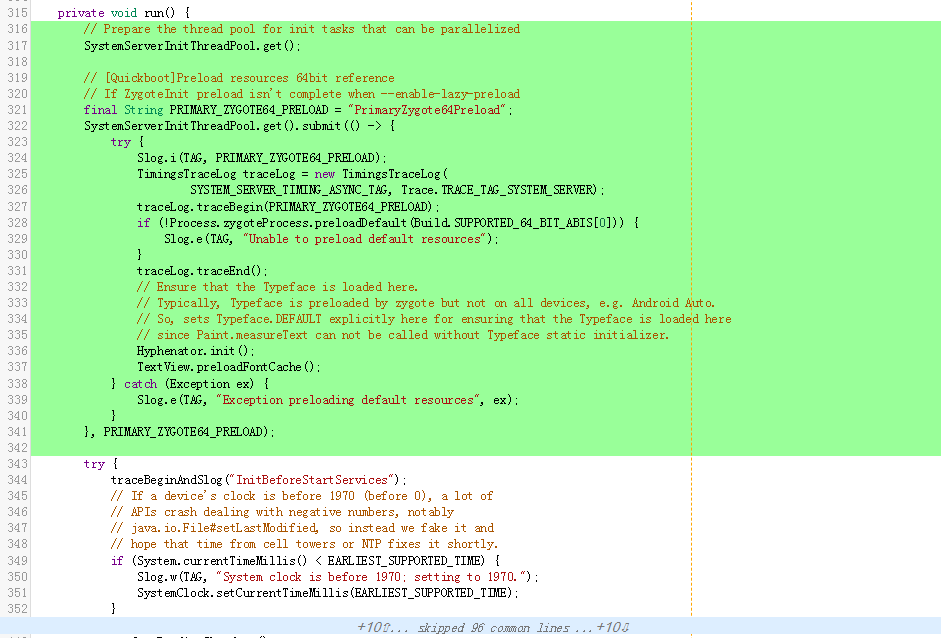 315 private void run() {
316 // Prepare the thread pool for init tasks that can be parallelized
317 SystemServerInitThreadPool.get();
318
319 // [Quickboot]Preload resources 64bit reference
320 // If ZygoteInit preload isn't complete when --enable-lazy-preload
321 final String PRIMARY_ZYGOTE64_PRELOAD = "PrimaryZygote64Preload";
322 SystemServerInitThreadPool.get().submit(() -> {
323 try {
324 Slog.i(TAG, PRIMARY_ZYGOTE64_PRELOAD);
325 TimingsTraceLog traceLog = new TimingsTraceLog(
326 SYSTEM_SERVER_TIMING_ASYNC_TAG, Trace.TRACE_TAG_SYSTEM_SERVER);
327 traceLog.traceBegin(PRIMARY_ZYGOTE64_PRELOAD);
328 if (!Process.zygoteProcess.preloadDefault(Build.SUPPORTED_64_BIT_ABIS[0])) {
329 Slog.e(TAG, "Unable to preload default resources");
330 }
331 traceLog.traceEnd();
332 // Ensure that the Typeface is loaded here.
333 // Typically, Typeface is preloaded by zygote but not on all devices, e.g. Android Auto.
334 // So, sets Typeface.DEFAULT explicitly here for ensuring that the Typeface is loaded here
335 // since Paint.measureText can not be called without Typeface static initializer.
336 Hyphenator.init();
337 TextView.preloadFontCache();
338 } catch (Exception ex) {
339 Slog.e(TAG, "Exception preloading default resources", ex);
340 }
341 }, PRIMARY_ZYGOTE64_PRELOAD);
342
343 try {
344 traceBeginAndSlog("InitBeforeStartServices");
345 // If a device's clock is before 1970 (before 0), a lot of
346 // APIs crash dealing with negative numbers, notably
347 // java.io.File#setLastModified, so instead we fake it and
348 // hope that time from cell towers or NTP fixes it shortly.
349 if (System.currentTimeMillis() < EARLIEST_SUPPORTED_TIME) {
350 Slog.w(TAG, "System clock is before 1970; setting to 1970.");
351 SystemClock.setCurrentTimeMillis(EARLIEST_SUPPORTED_TIME);
352 }
... skipped 96 common lines ...